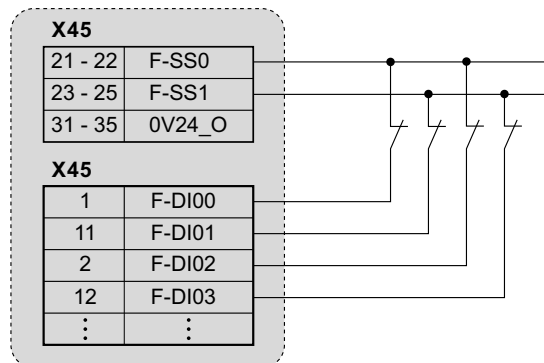 X45
21 - 22 F-SS0
23 - 25 F-SS1
31 - 35 0V24_O
X45
1 F-DI00
11 F-DI01
2 F-DI02
12 F-DI03
⋮ ⋮